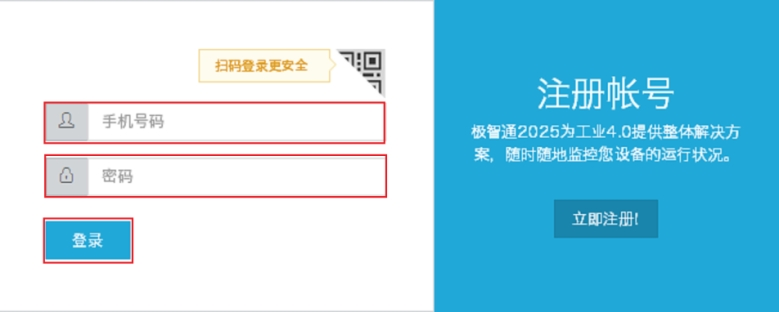 扫码登录更安全
手机号码
密码
登录
注册帐号
极智通2025为工业4.0提供整体解决方
案，随时随地监控您设备的运行状况。
立即注册!